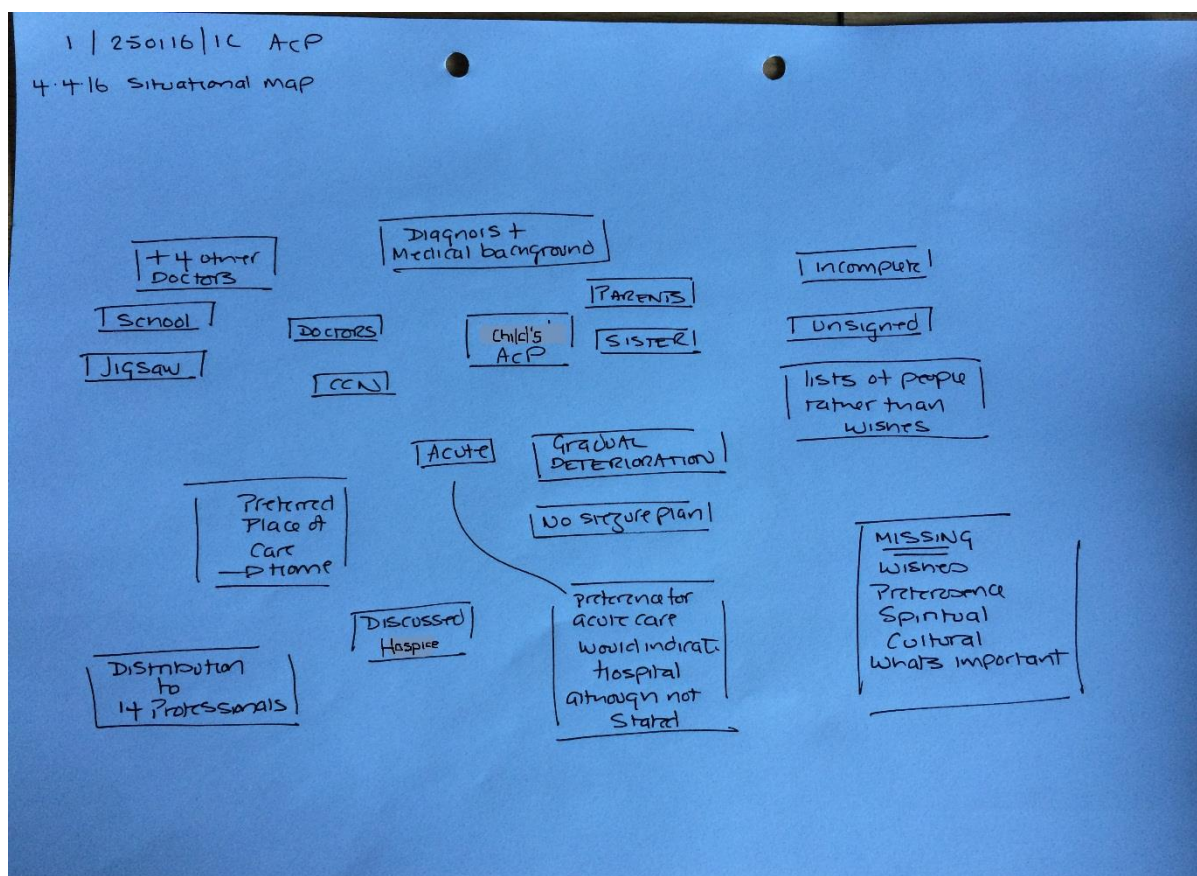 1 | 250116 | 1C ACP
4.4.16 Situational map
Diagnois +
Medical background
+ 4 other
Doctors
Incomplete
PARENTS
School
DOCTORS
Child's
ACP
SISTER
Unsigned
Jigsaw
CCN
lists of people
rather than
wishes
Acute
GRADUAL
DETERIORATION
Preferred
Place of
Care
Home
No siezure plan
MISSING
Wishes
Preferesence
Spiritual
Cultural
Whats important
Preference for
acute care
would indicate
Hospital
although not
Stated
Discussed
Hospice
Distribution
to
14 Professionals